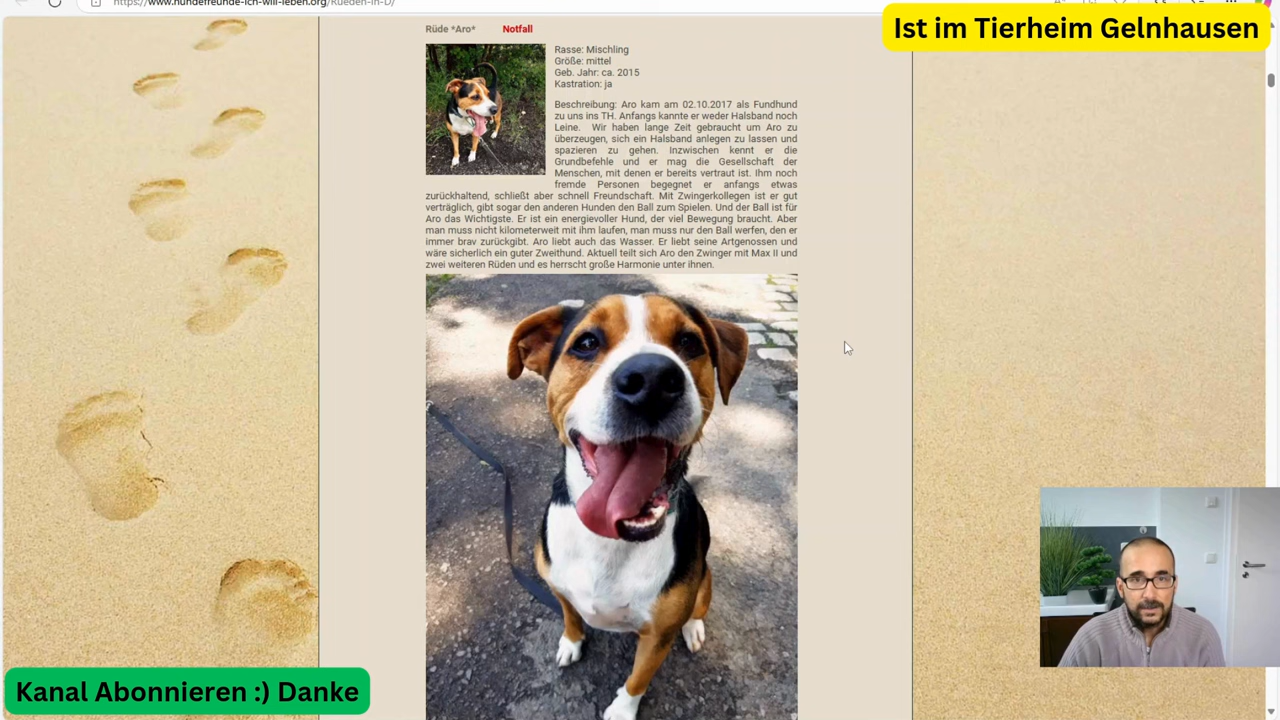 https://www.hundefreunde-ich-will-leben.org/Rueden-in-D/
Ist im Tierheim Gelnhausen
Rüde *Aro* Notfall
Rasse: Mischling
Größe: mittel
Geb. Jahr: ca. 2015
Kastration: ja
Beschreibung: Aro kam am 02.10.2017 als Fundhund
zu uns ins TH. Anfangs kannte er weder Halsband noch
Leine. Wir haben lange Zeit gebraucht um Aro zu
überzeugen, sich ein Halsband anlegen zu lassen und
spazieren zu gehen. Inzwischen kennt er die
Grundbefehle und er mag die Gesellschaft der
Menschen, mit denen er bereits vertraut ist. Ihm noch
fremde Personen begegnet er anfangs etwas
zurückhaltend, schließt aber schnell Freundschaft. Mit Zwingerkollegen ist er gut
verträglich, gibt sogar den anderen Hunden den Ball zum Spielen. Und der Ball ist für
Aro das Wichtigste. Er ist ein energievoller Hund, der viel Bewegung braucht. Aber
man muss nicht kilometerweit mit ihm laufen, man muss nur den Ball werfen, den er
immer brav zurückgibt. Aro liebt auch das Wasser. Er liebt seine Artgenossen und
wäre sicherlich ein guter Zweithund. Aktuell teilt sich Aro den Zwinger mit Max II und
zwei weiteren Rüden und es herrscht große Harmonie unter ihnen.
Kanal Abonnieren :) Danke